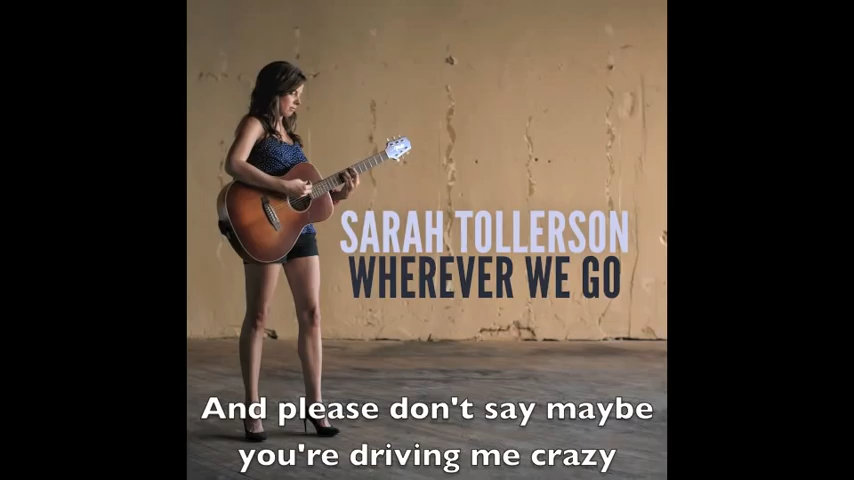 SARAH TOLLERSON
WHEREVER WE GO
And please don't say maybe
you're driving me crazy